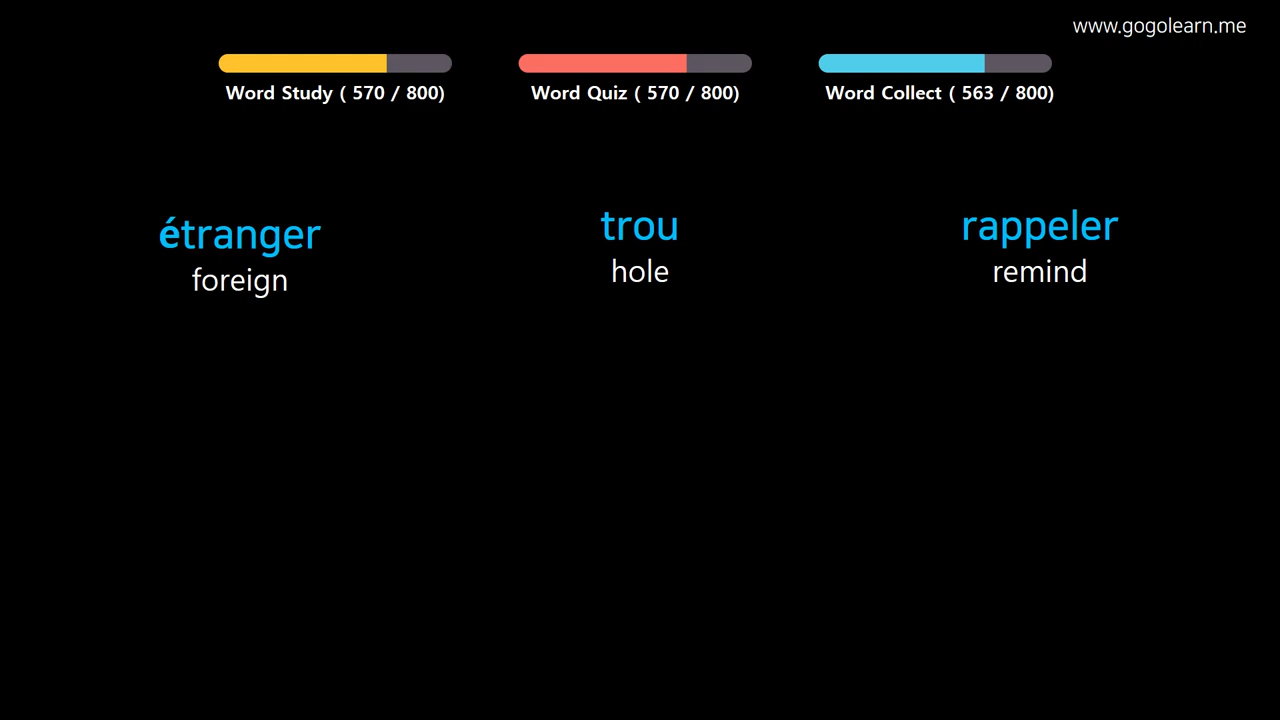 www.gogolearn.me
Word Study ( 570 / 800)
Word Quiz ( 570 / 800)
Word Collect ( 563 / 800)
étranger
foreign
trou
hole
rappeler
remind